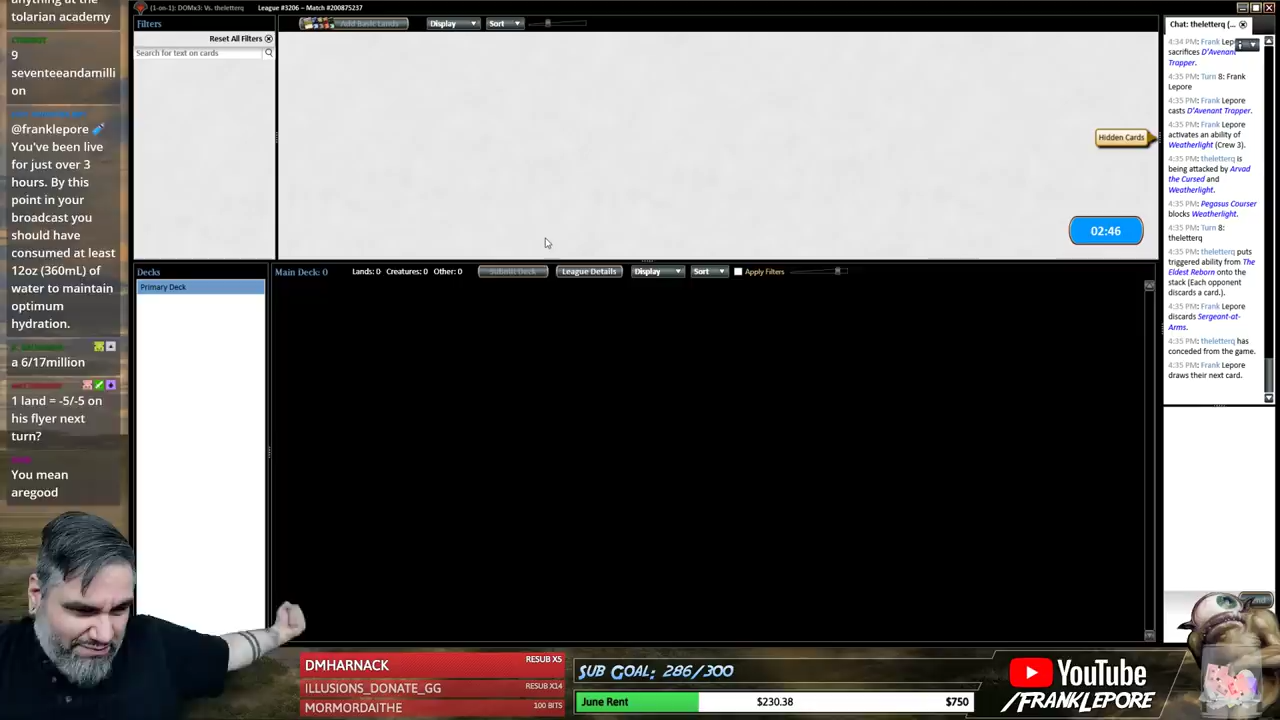 anything at the
tolarian academy
9
seventeeandmilli
on
@franklepore
You've been live
for just over 3
hours. By this
point in your
broadcast you
should have
consumed at least
12oz (360mL) of
water to maintain
optimum
hydration.
a 6/17million
1 land = -5/-5 on
his flyer next
turn?
You mean
aregood
(1-on-1): DOMx3: Vs. theletterq League #3206 – Match #200875237
Filters
Reset All Filters
Search for text on cards
Add Basic Lands
Display
Sort
Hidden Cards
02:46
Decks
Primary Deck
Main Deck: 0 Lands: 0 Creatures: 0 Other: 0
Submit Deck
League Details
Display
Sort
Apply Filters
Chat: theletterq (...
4:34 PM: Frank
sacrifices D'Avenant
Trapper.
4:35 PM: Turn 8: Frank
Lepore
4:35 PM: Frank Lepore
casts D'Avenant Trapper.
4:35 PM: Frank Lepore
activates an ability of
Weatherlight (Crew 3).
4:35 PM: theletterq is
being attacked by Arvad
the Cursed and
Weatherlight.
4:35 PM: Pegasus Courser
blocks Weatherlight.
4:35 PM: Turn 8:
theletterq
4:35 PM: theletterq puts
triggered ability from The
Eldest Reborn onto the
stack (Each opponent
discards a card.).
4:35 PM: Frank Lepore
discards Sergeant-at-
Arms.
4:35 PM: theletterq has
conceded from the game.
4:35 PM: Frank Lepore
draws their next card.
DMHARNACK RESUB X5
ILLUSIONS_DONATE_GG RESUB X14
MORMORDAITHE 100 BITS
SUB GOAL: 286/300
June Rent $230.38 $750
YouTube
/FRANKLEPORE